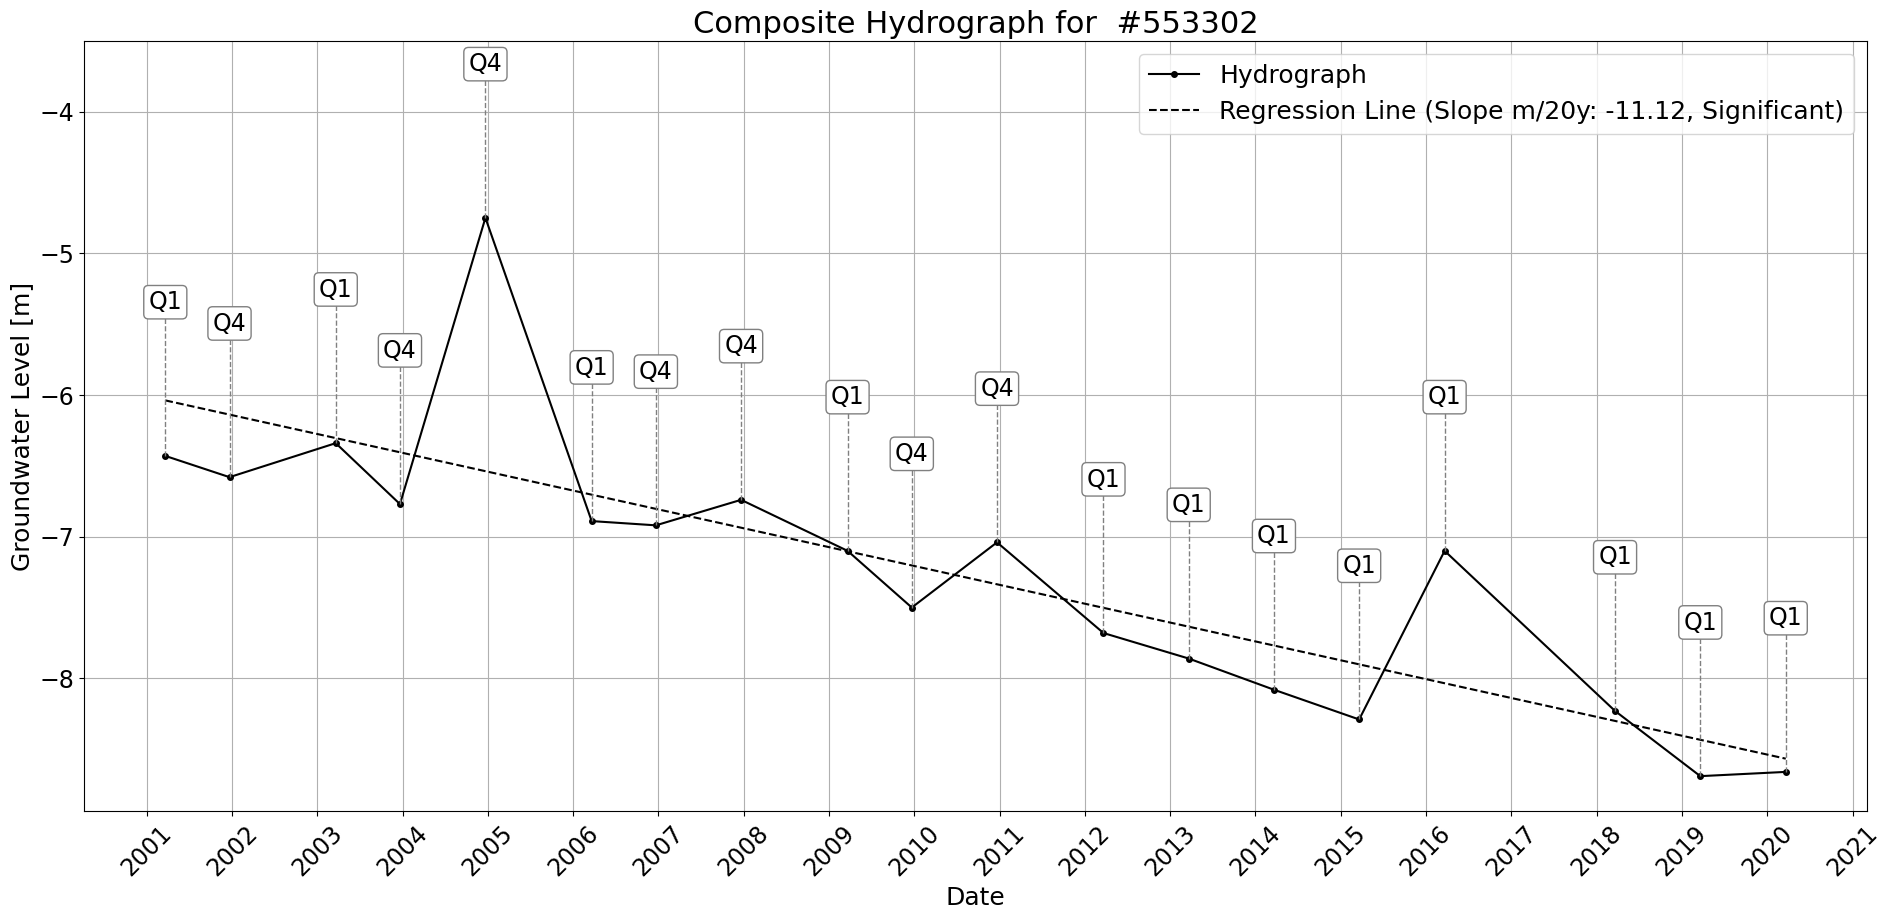 Composite Hydrograph for  #553302
Hydrograph
Regression Line (Slope m/20y: -11.12, Significant)
Groundwater Level [m]
−4
−5
−6
−7
−8
Q1
Q4
Q1
Q4
Q4
Q1
Q4
Q4
Q1
Q4
Q4
Q1
Q1
Q1
Q1
Q1
Q1
Q1
Q1
2001
2002
2003
2004
2005
2006
2007
2008
2009
2010
2011
2012
2013
2014
2015
2016
2017
2018
2019
2020
2021
Date